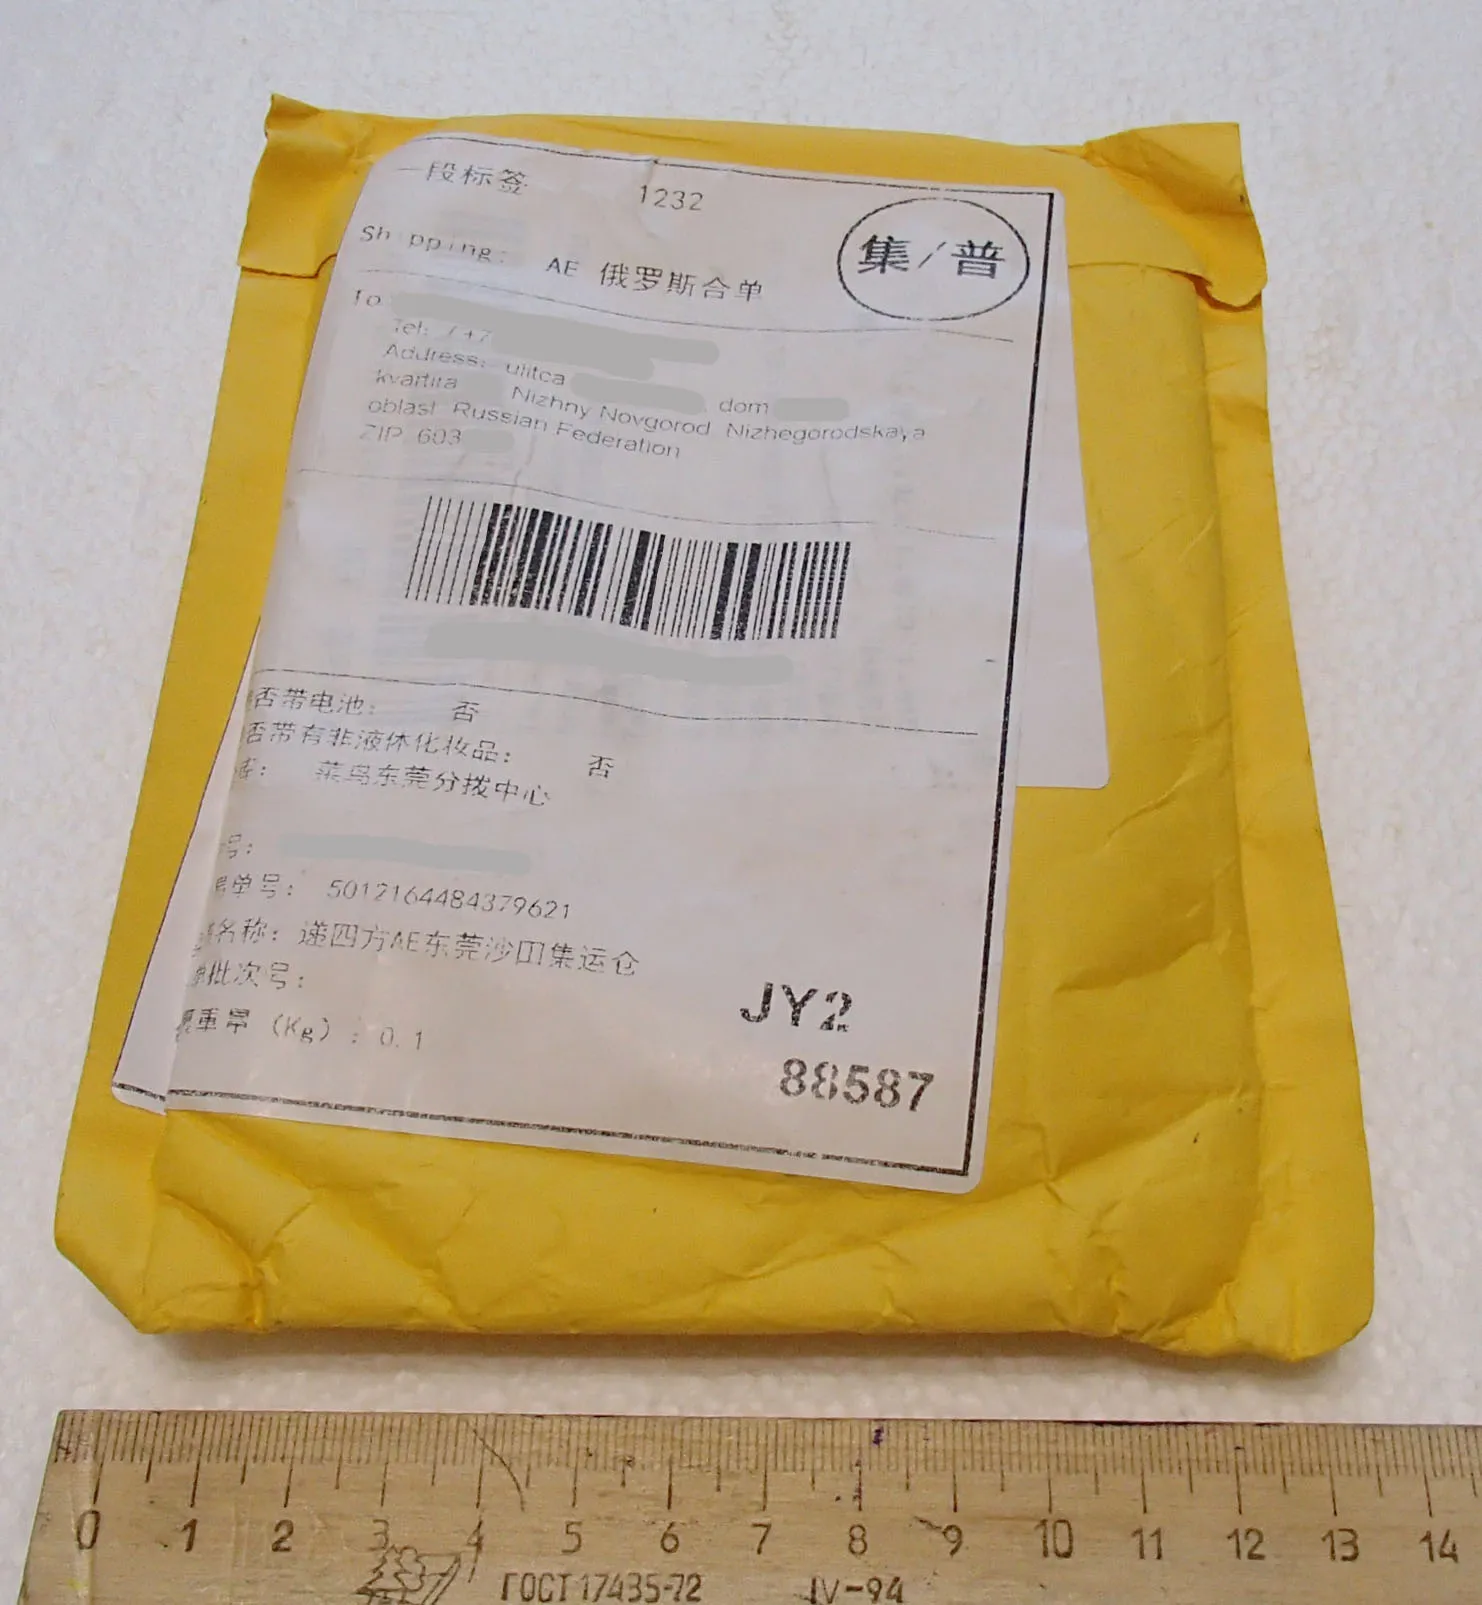 一段标签 1232
集/普
Shipping: AE 俄罗斯合单
To
Tel: / +7
Address: ulitca
kvartira Nizhny Novgorod, dom
oblast Russian Federation Nizhegorodskaya
ZIP 603
否带电池: 否
否带有非液体化妆品: 否
菜鸟东莞分拨中心
号:
单号: 5012164484379621
名称: 递四方AE东莞沙田集运仓
批次号:
重量 (Kg) : 0.1
JY2
88587
0 1 2 3 4 5 6 7 8 9 10 11 12 13 14
ГОСТ 17435-72 IV-94